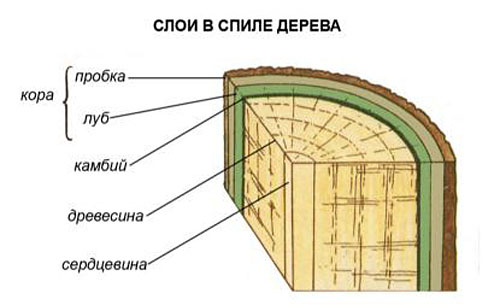 СЛОИ В СПИЛЕ ДЕРЕВА
пробка
кора
луб
камбий
древесина
сердцевина